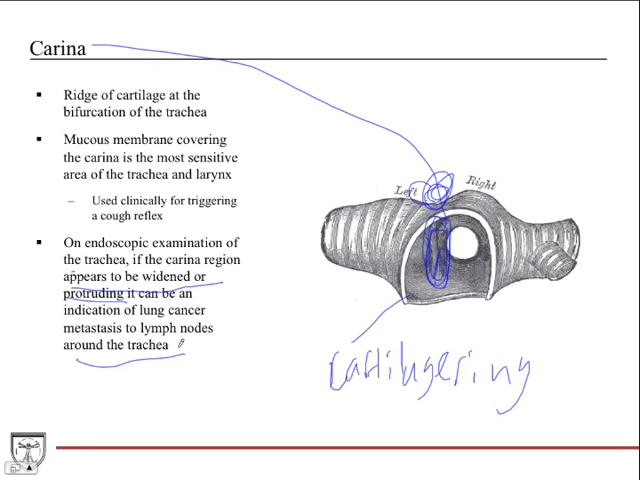 Carina
Ridge of cartilage at the
bifurcation of the trachea
Mucous membrane covering
the carina is the most sensitive
area of the trachea and larynx
– Used clinically for triggering
a cough reflex
On endoscopic examination of
the trachea, if the carina region
appears to be widened or
protruding it can be an
indication of lung cancer
metastasis to lymph nodes
around the trachea
Left
Right
cartilage ring